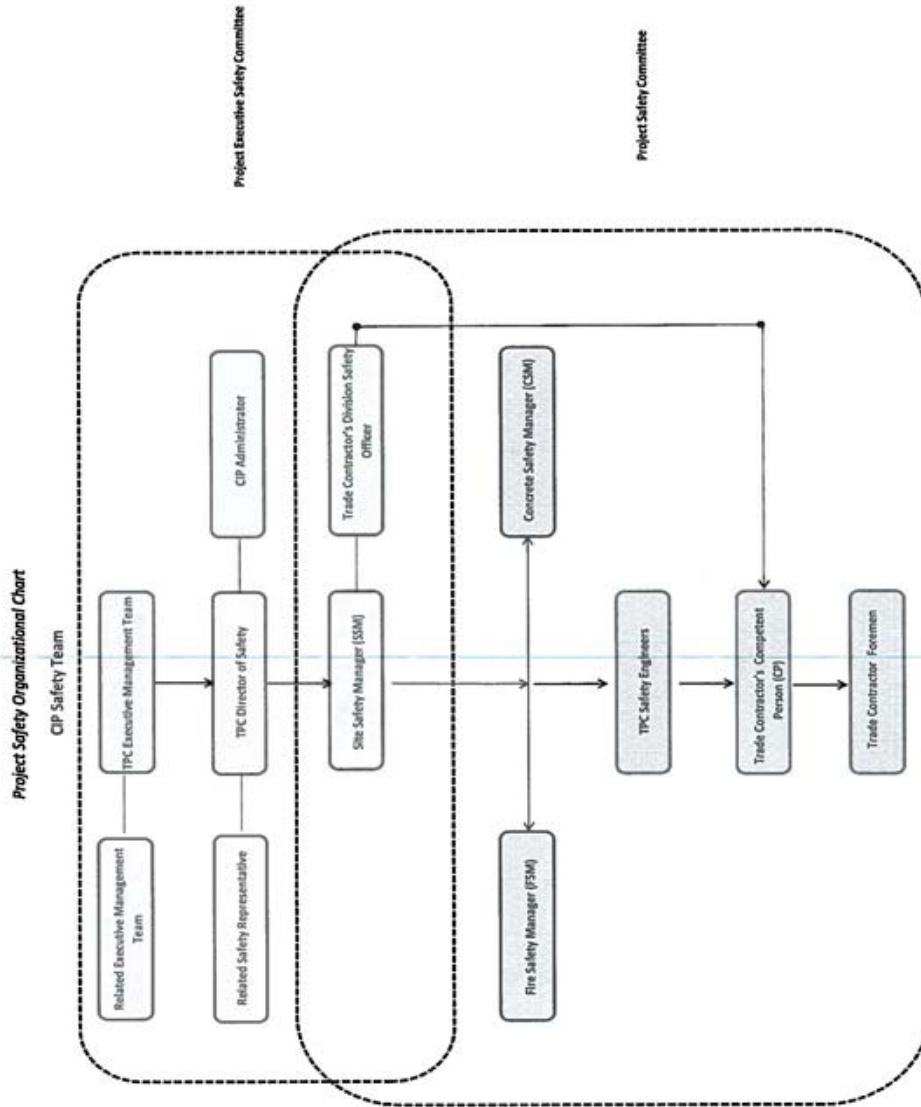 Project Safety Organizational Chart
CIP Safety Team
Project Executive Safety Committee
Related Executive Management
Team
TPC Executive Management Team
Related Safety Representative
TPC Director of Safety
CIP Administrator
Site Safety Manager (SSM)
Trade Contractor's Division Safety
Officer
Project Safety Committee
Fire Safety Manager (FSM)
Concrete Safety Manager (CSM)
TPC Safety Engineers
Trade Contractor's Competent
Person (CP)
Trade Contractor Foremen